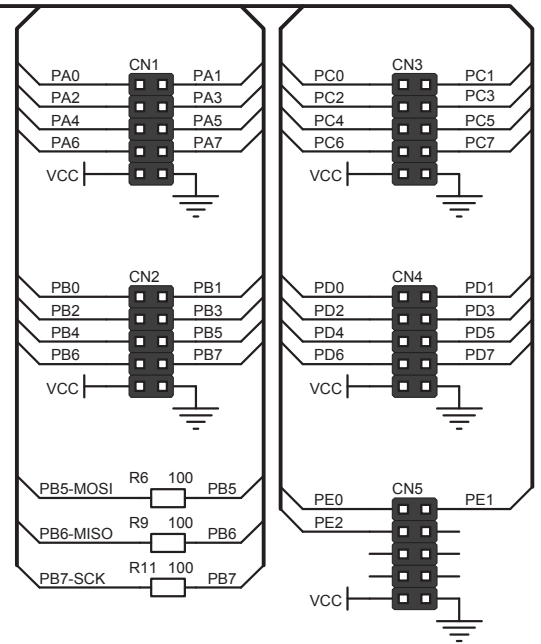 CN1
PA0 PA1
PA2 PA3
PA4 PA5
PA6 PA7
VCC
CN3
PC0 PC1
PC2 PC3
PC4 PC5
PC6 PC7
VCC
CN2
PB0 PB1
PB2 PB3
PB4 PB5
PB6 PB7
VCC
CN4
PD0 PD1
PD2 PD3
PD4 PD5
PD6 PD7
VCC
R6 100
PB5-MOSI PB5
R9 100
PB6-MISO PB6
R11 100
PB7-SCK PB7
CN5
PE0 PE1
PE2
VCC